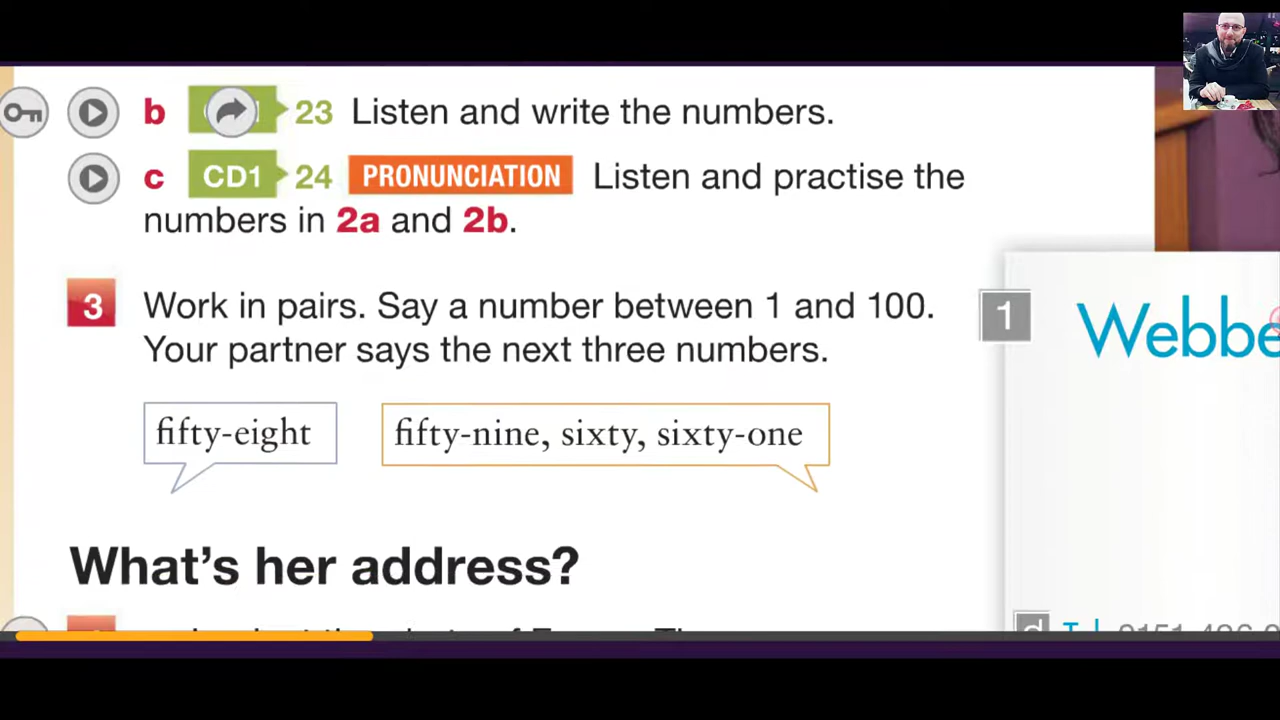 b 23 Listen and write the numbers.
c CD1 24 PRONUNCIATION Listen and practise the
numbers in 2a and 2b.
3 Work in pairs. Say a number between 1 and 100.
Your partner says the next three numbers.
fifty-eight
fifty-nine, sixty, sixty-one
What's her address?
1
Webbe
d